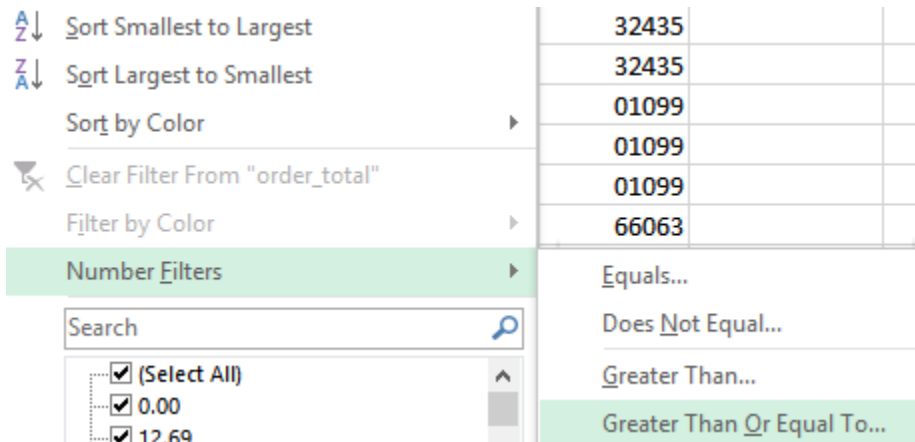 Sort Smallest to Largest
Sort Largest to Smallest
Sort by Color
Clear Filter From "order_total"
Filter by Color
Number Filters
Search
(Select All)
0.00
12.69
32435
32435
01099
01099
01099
66063
Equals...
Does Not Equal...
Greater Than...
Greater Than Or Equal To...